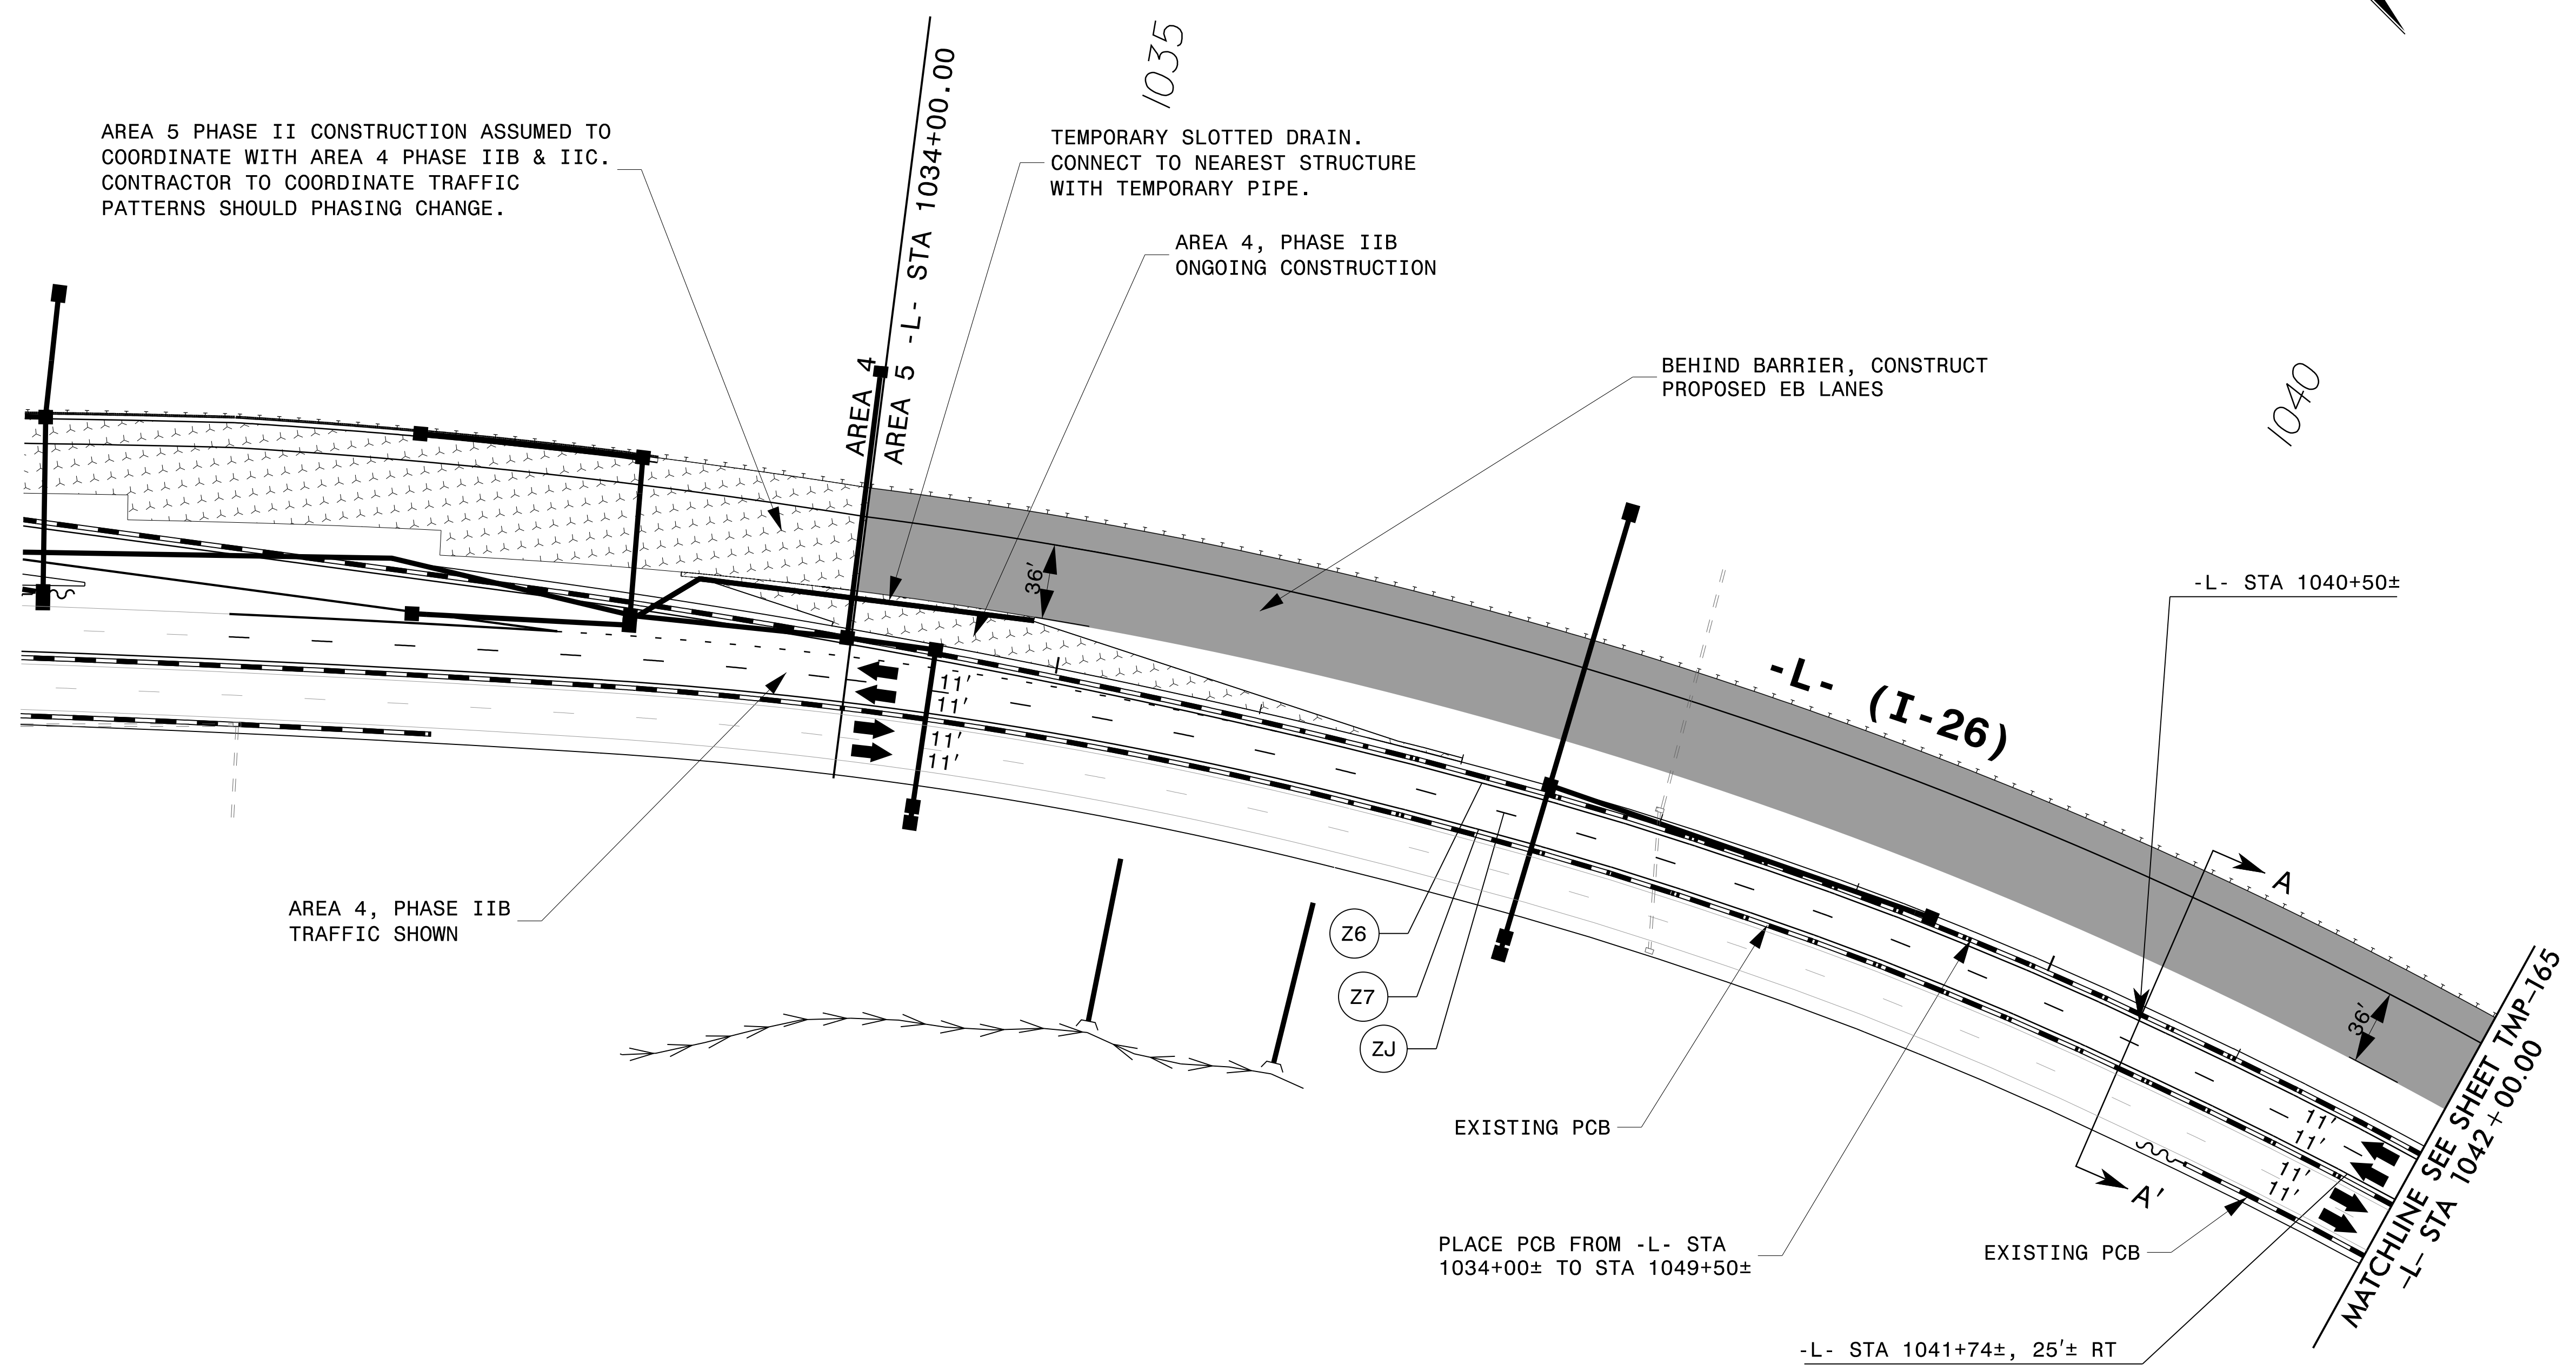 1035
AREA 5 PHASE II CONSTRUCTION ASSUMED TO
COORDINATE WITH AREA 4 PHASE IIB & IIC.
CONTRACTOR TO COORDINATE TRAFFIC
PATTERNS SHOULD PHASING CHANGE.
AREA 4
AREA 5 -L- STA 1034+00.00
TEMPORARY SLOTTED DRAIN.
CONNECT TO NEAREST STRUCTURE
WITH TEMPORARY PIPE.
AREA 4, PHASE IIB
ONGOING CONSTRUCTION
BEHIND BARRIER, CONSTRUCT
PROPOSED EB LANES
1040
-L- STA 1040+50±
36'
-L- (I-26)
11'
11'
11'
11'
AREA 4, PHASE IIB
TRAFFIC SHOWN
Z6
Z7
ZJ
A
36'
EXISTING PCB
11'
11'
11'
11'
A'
PLACE PCB FROM -L- STA
1034+00± TO STA 1049+50±
EXISTING PCB
-L- STA 1041+74±, 25'± RT
MATCHLINE SEE SHEET TMP-165
-L- STA 1042+00.00